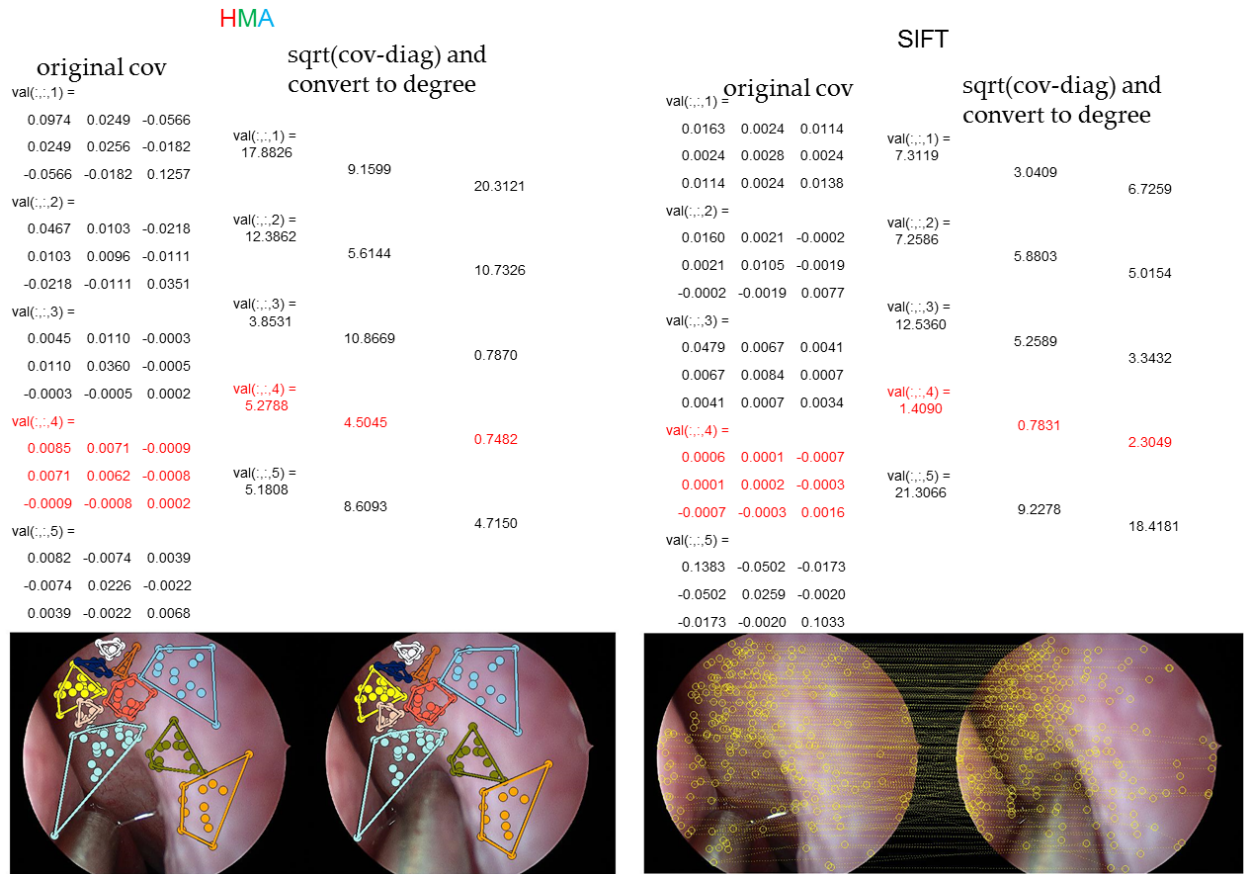 HMA
original cov
sqrt(cov-diag) and
convert to degree
val(:,:,1) =
0.0974 0.0249 -0.0566
0.0249 0.0256 -0.0182
-0.0566 -0.0182 0.1257
val(:,:,2) =
0.0467 0.0103 -0.0218
0.0103 0.0096 -0.0111
-0.0218 -0.0111 0.0351
val(:,:,3) =
0.0045 0.0110 -0.0003
0.0110 0.0360 -0.0005
-0.0003 -0.0005 0.0002
val(:,:,4) =
0.0085 0.0071 -0.0009
0.0071 0.0062 -0.0008
-0.0009 -0.0008 0.0002
val(:,:,5) =
0.0082 -0.0074 0.0039
-0.0074 0.0226 -0.0022
0.0039 -0.0022 0.0068
val(:,:,1) =
17.8826
9.1599
20.3121
val(:,:,2) =
12.3862
5.6144
10.7326
val(:,:,3) =
3.8531
10.8669
0.7870
val(:,:,4) =
5.2788
4.5045
0.7482
val(:,:,5) =
5.1808
8.6093
4.7150
SIFT
original cov
sqrt(cov-diag) and
convert to degree
val(:,:,1) =
0.0163 0.0024 0.0114
0.0024 0.0028 0.0024
0.0114 0.0024 0.0138
val(:,:,2) =
0.0160 0.0021 -0.0002
0.0021 0.0105 -0.0019
-0.0002 -0.0019 0.0077
val(:,:,3) =
0.0479 0.0067 0.0041
0.0067 0.0084 0.0007
0.0041 0.0007 0.0034
val(:,:,4) =
0.0006 0.0001 -0.0007
0.0001 0.0002 -0.0003
-0.0007 -0.0003 0.0016
val(:,:,5) =
0.1383 -0.0502 -0.0173
-0.0502 0.0259 -0.0020
-0.0173 -0.0020 0.1033
val(:,:,1) =
7.3119
3.0409
6.7259
val(:,:,2) =
7.2586
5.8803
5.0154
val(:,:,3) =
12.5360
5.2589
3.3432
val(:,:,4) =
1.4090
0.7831
2.3049
val(:,:,5) =
21.3066
9.2278
18.4181